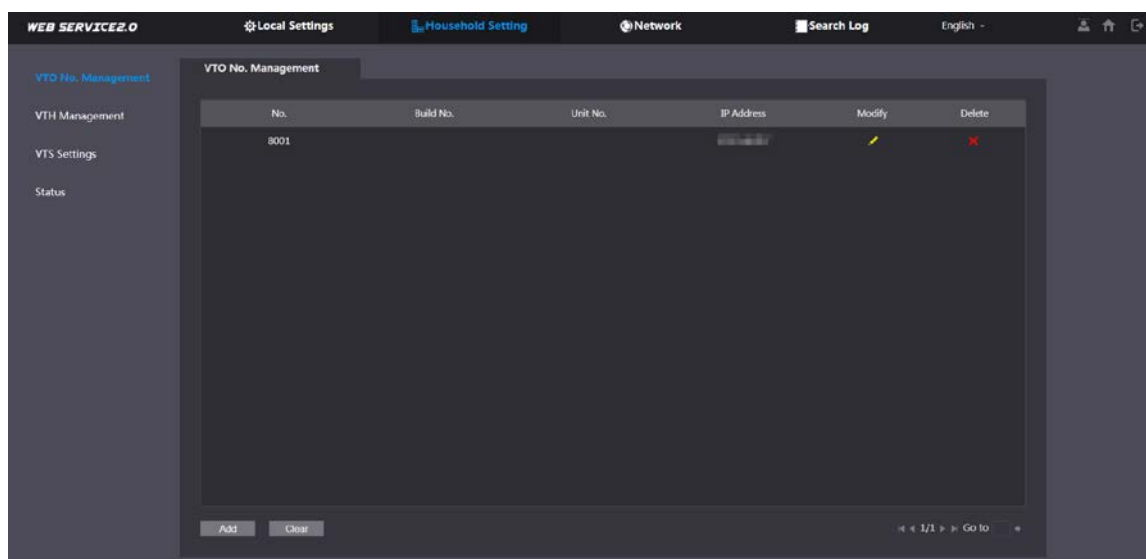 WEB SERVICE2.0 Local Settings Household Setting Network Search Log English
VTO No. Management
VTH Management
VTS Settings
Status
VTO No. Management
No. Build No. Unit No. IP Address Modify Delete
8001
Add Clear 1/1 Go to